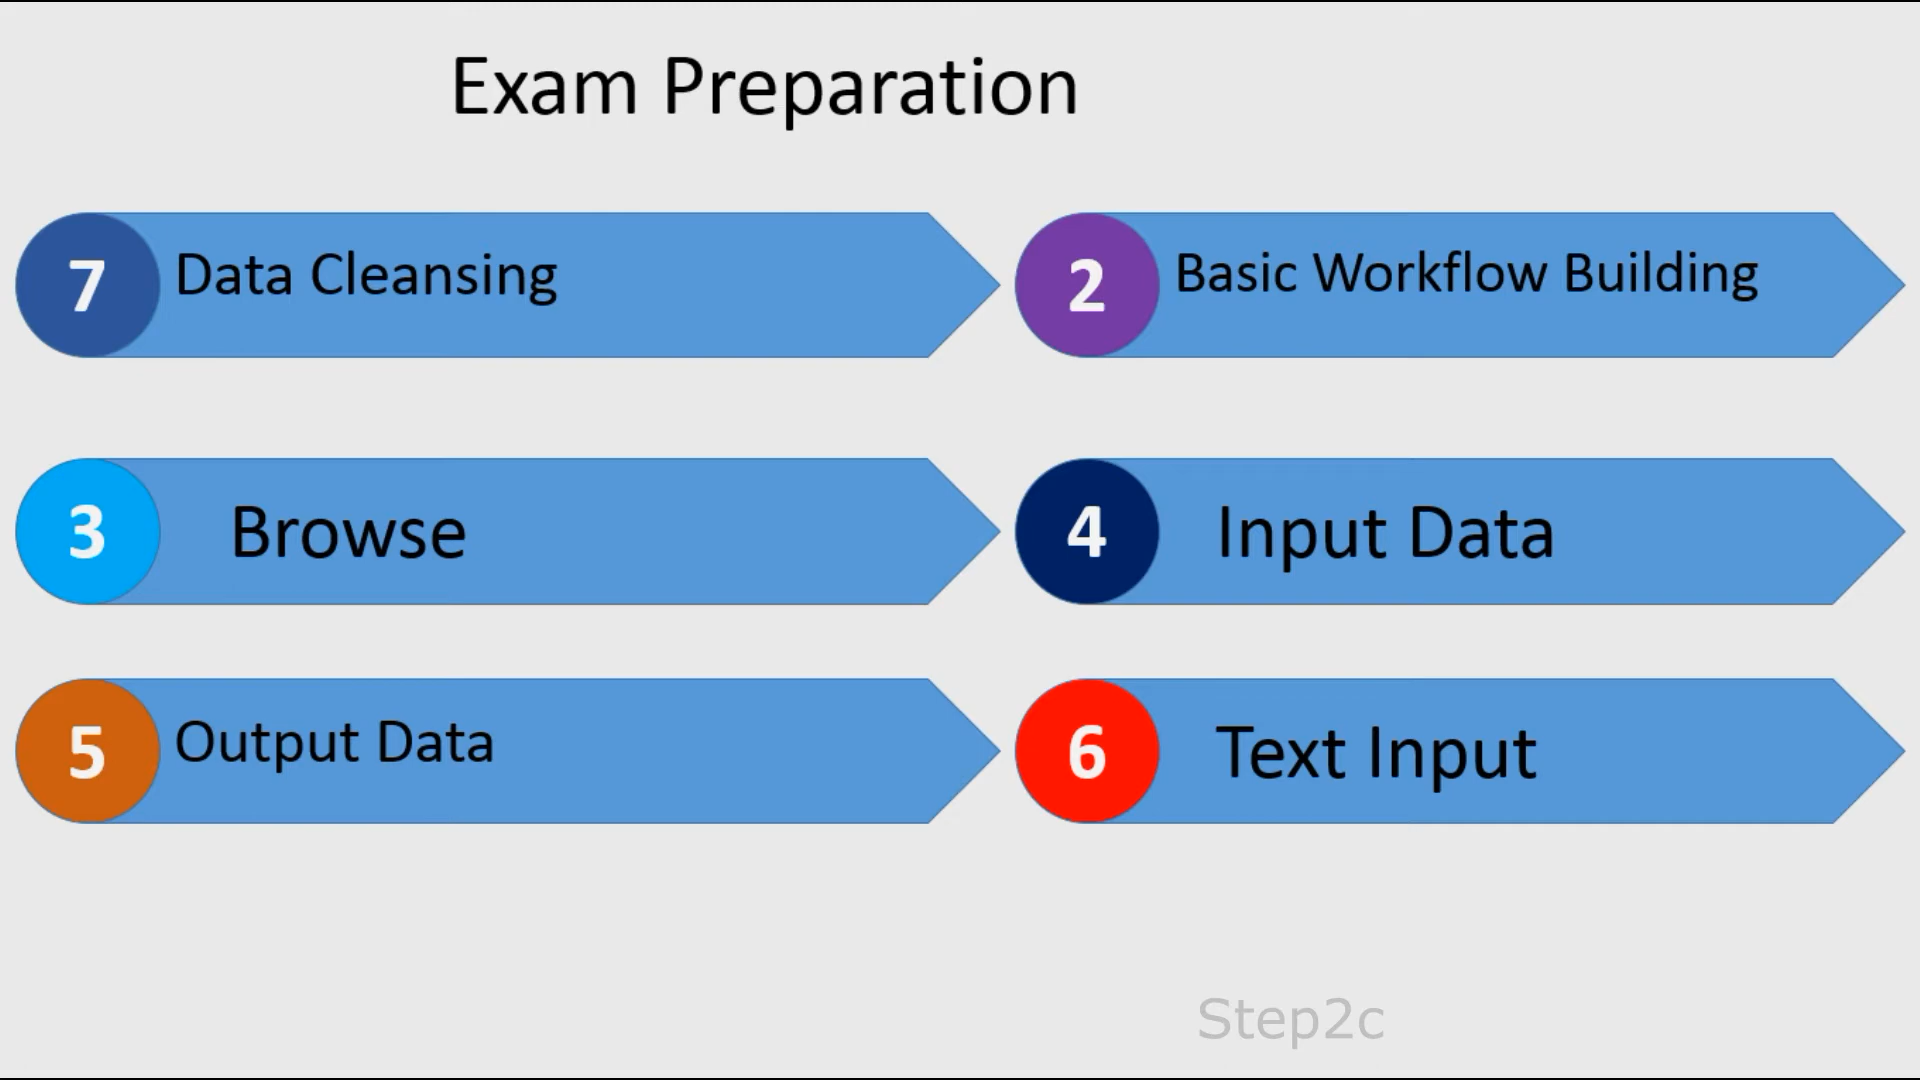 Exam Preparation
7 Data Cleansing
2 Basic Workflow Building
3 Browse
4 Input Data
5 Output Data
6 Text Input
Step2c